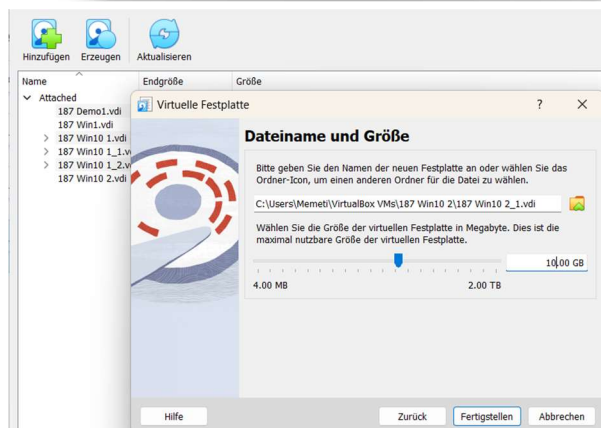 Hinzufügen Erzeugen Aktualisieren
Name Endgröße Größe
Attached
187 Demo1.vdi
187 Win1.vdi
187 Win10 1.vdi
187 Win10 1_1.v
187 Win10 1_2.v
187 Win10 2.vdi
Virtuelle Festplatte ?
Dateiname und Größe
Bitte geben Sie den Namen der neuen Festplatte an oder wählen Sie das
Ordner-Icon, um einen anderen Ordner für die Datei zu wählen.
C:\Users\Memeti\VirtualBox VMs\187 Win10 2\187 Win10 2_1.vdi
Wählen Sie die Größe der virtuellen Festplatte in Megabyte. Dies ist die
maximal nutzbare Größe der virtuellen Festplatte.
10,00 GB
4.00 MB 2.00 TB
Hilfe Zurück Fertigstellen Abbrechen